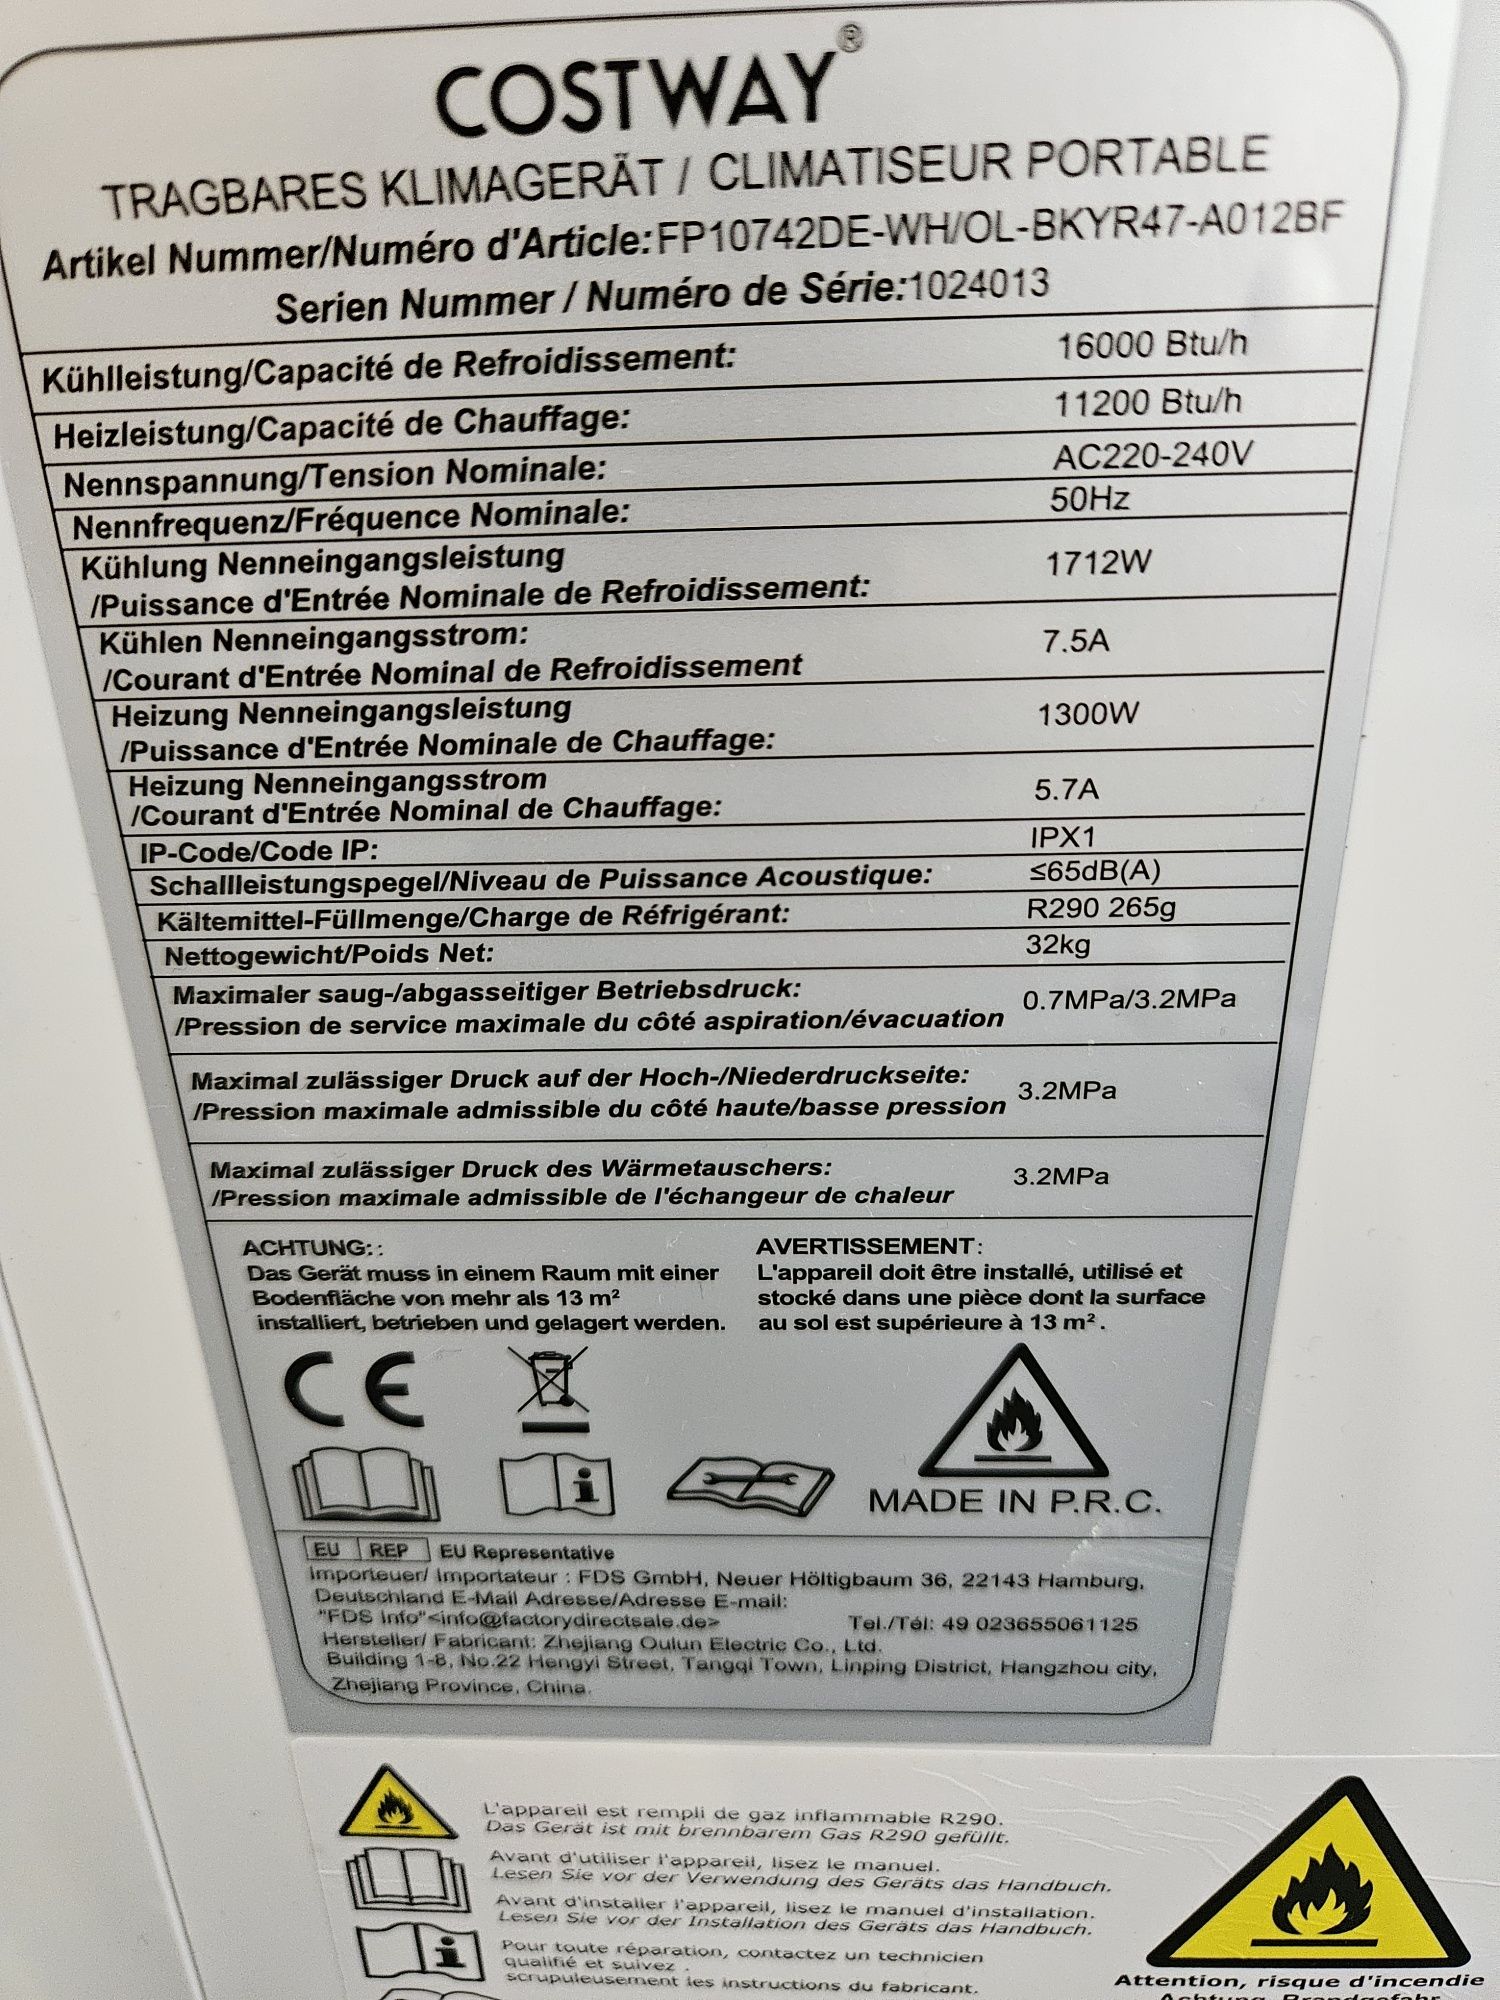 COSTWAY®
TRAGBARES KLIMAGERÄT / CLIMATISEUR PORTABLE
Artikel Nummer/Numéro d'Article:FP10742DE-WH/OL-BKYR47-A012BF
Serien Nummer / Numéro de Série:1024013
Kühlleistung/Capacité de Refroidissement: 16000 Btu/h
Heizleistung/Capacité de Chauffage: 11200 Btu/h
Nennspannung/Tension Nominale: AC220-240V
Nennfrequenz/Fréquence Nominale: 50Hz
Kühlung Nenneingangsleistung
/Puissance d'Entrée Nominale de Refroidissement: 1712W
Kühlen Nenneingangsstrom:
/Courant d'Entrée Nominal de Refroidissement 7.5A
Heizung Nenneingangsleistung
/Puissance d'Entrée Nominale de Chauffage: 1300W
Heizung Nenneingangsstrom
/Courant d'Entrée Nominal de Chauffage: 5.7A
IP-Code/Code IP: IPX1
Schallleistungspegel/Niveau de Puissance Acoustique: ≤65dB(A)
Kältemittel-Füllmenge/Charge de Réfrigérant: R290 265g
Nettogewicht/Poids Net: 32kg
Maximaler saug-/abgasseitiger Betriebsdruck:
/Pression de service maximale du côté aspiration/évacuation 0.7MPa/3.2MPa
Maximal zulässiger Druck auf der Hoch-/Niederdruckseite:
/Pression maximale admissible du côté haute/basse pression 3.2MPa
Maximal zulässiger Druck des Wärmetauschers:
/Pression maximale admissible de l'échangeur de chaleur 3.2MPa
ACHTUNG::
Das Gerät muss in einem Raum mit einer
Bodenfläche von mehr als 13 m²
installiert, betrieben und gelagert werden.
AVERTISSEMENT:
L'appareil doit être installé, utilisé et
stocké dans une pièce dont la surface
au sol est supérieure à 13 m².
CE
MADE IN P.R.C.
EU REP EU Representative
Importeuer/ Importateur : FDS GmbH, Neuer Höltigbaum 36, 22143 Hamburg,
Deutschland E-Mail Adresse/Adresse E-mail:
"FDS Info"<info@factorydirectsale.de> Tel./Tél: 49 023655061125
Hersteller/ Fabricant: Zhejiang Oulun Electric Co., Ltd.
Building 1-8, No.22 Hengyi Street, Tangqi Town, Linping District, Hangzhou city,
Zhejiang Province, China.
L'appareil est rempli de gaz inflammable R290.
Das Gerät ist mit brennbarem Gas R290 gefüllt.
Avant d'utiliser l'appareil, lisez le manuel.
Lesen Sie vor der Verwendung des Geräts das Handbuch.
Avant d'installer l'appareil, lisez le manuel d'installation.
Lesen Sie vor der Installation des Geräts das Handbuch.
Pour toute réparation, contactez un technicien
qualifié et suivez
scrupuleusement les instructions du fabricant.
Attention, risque d'incendie